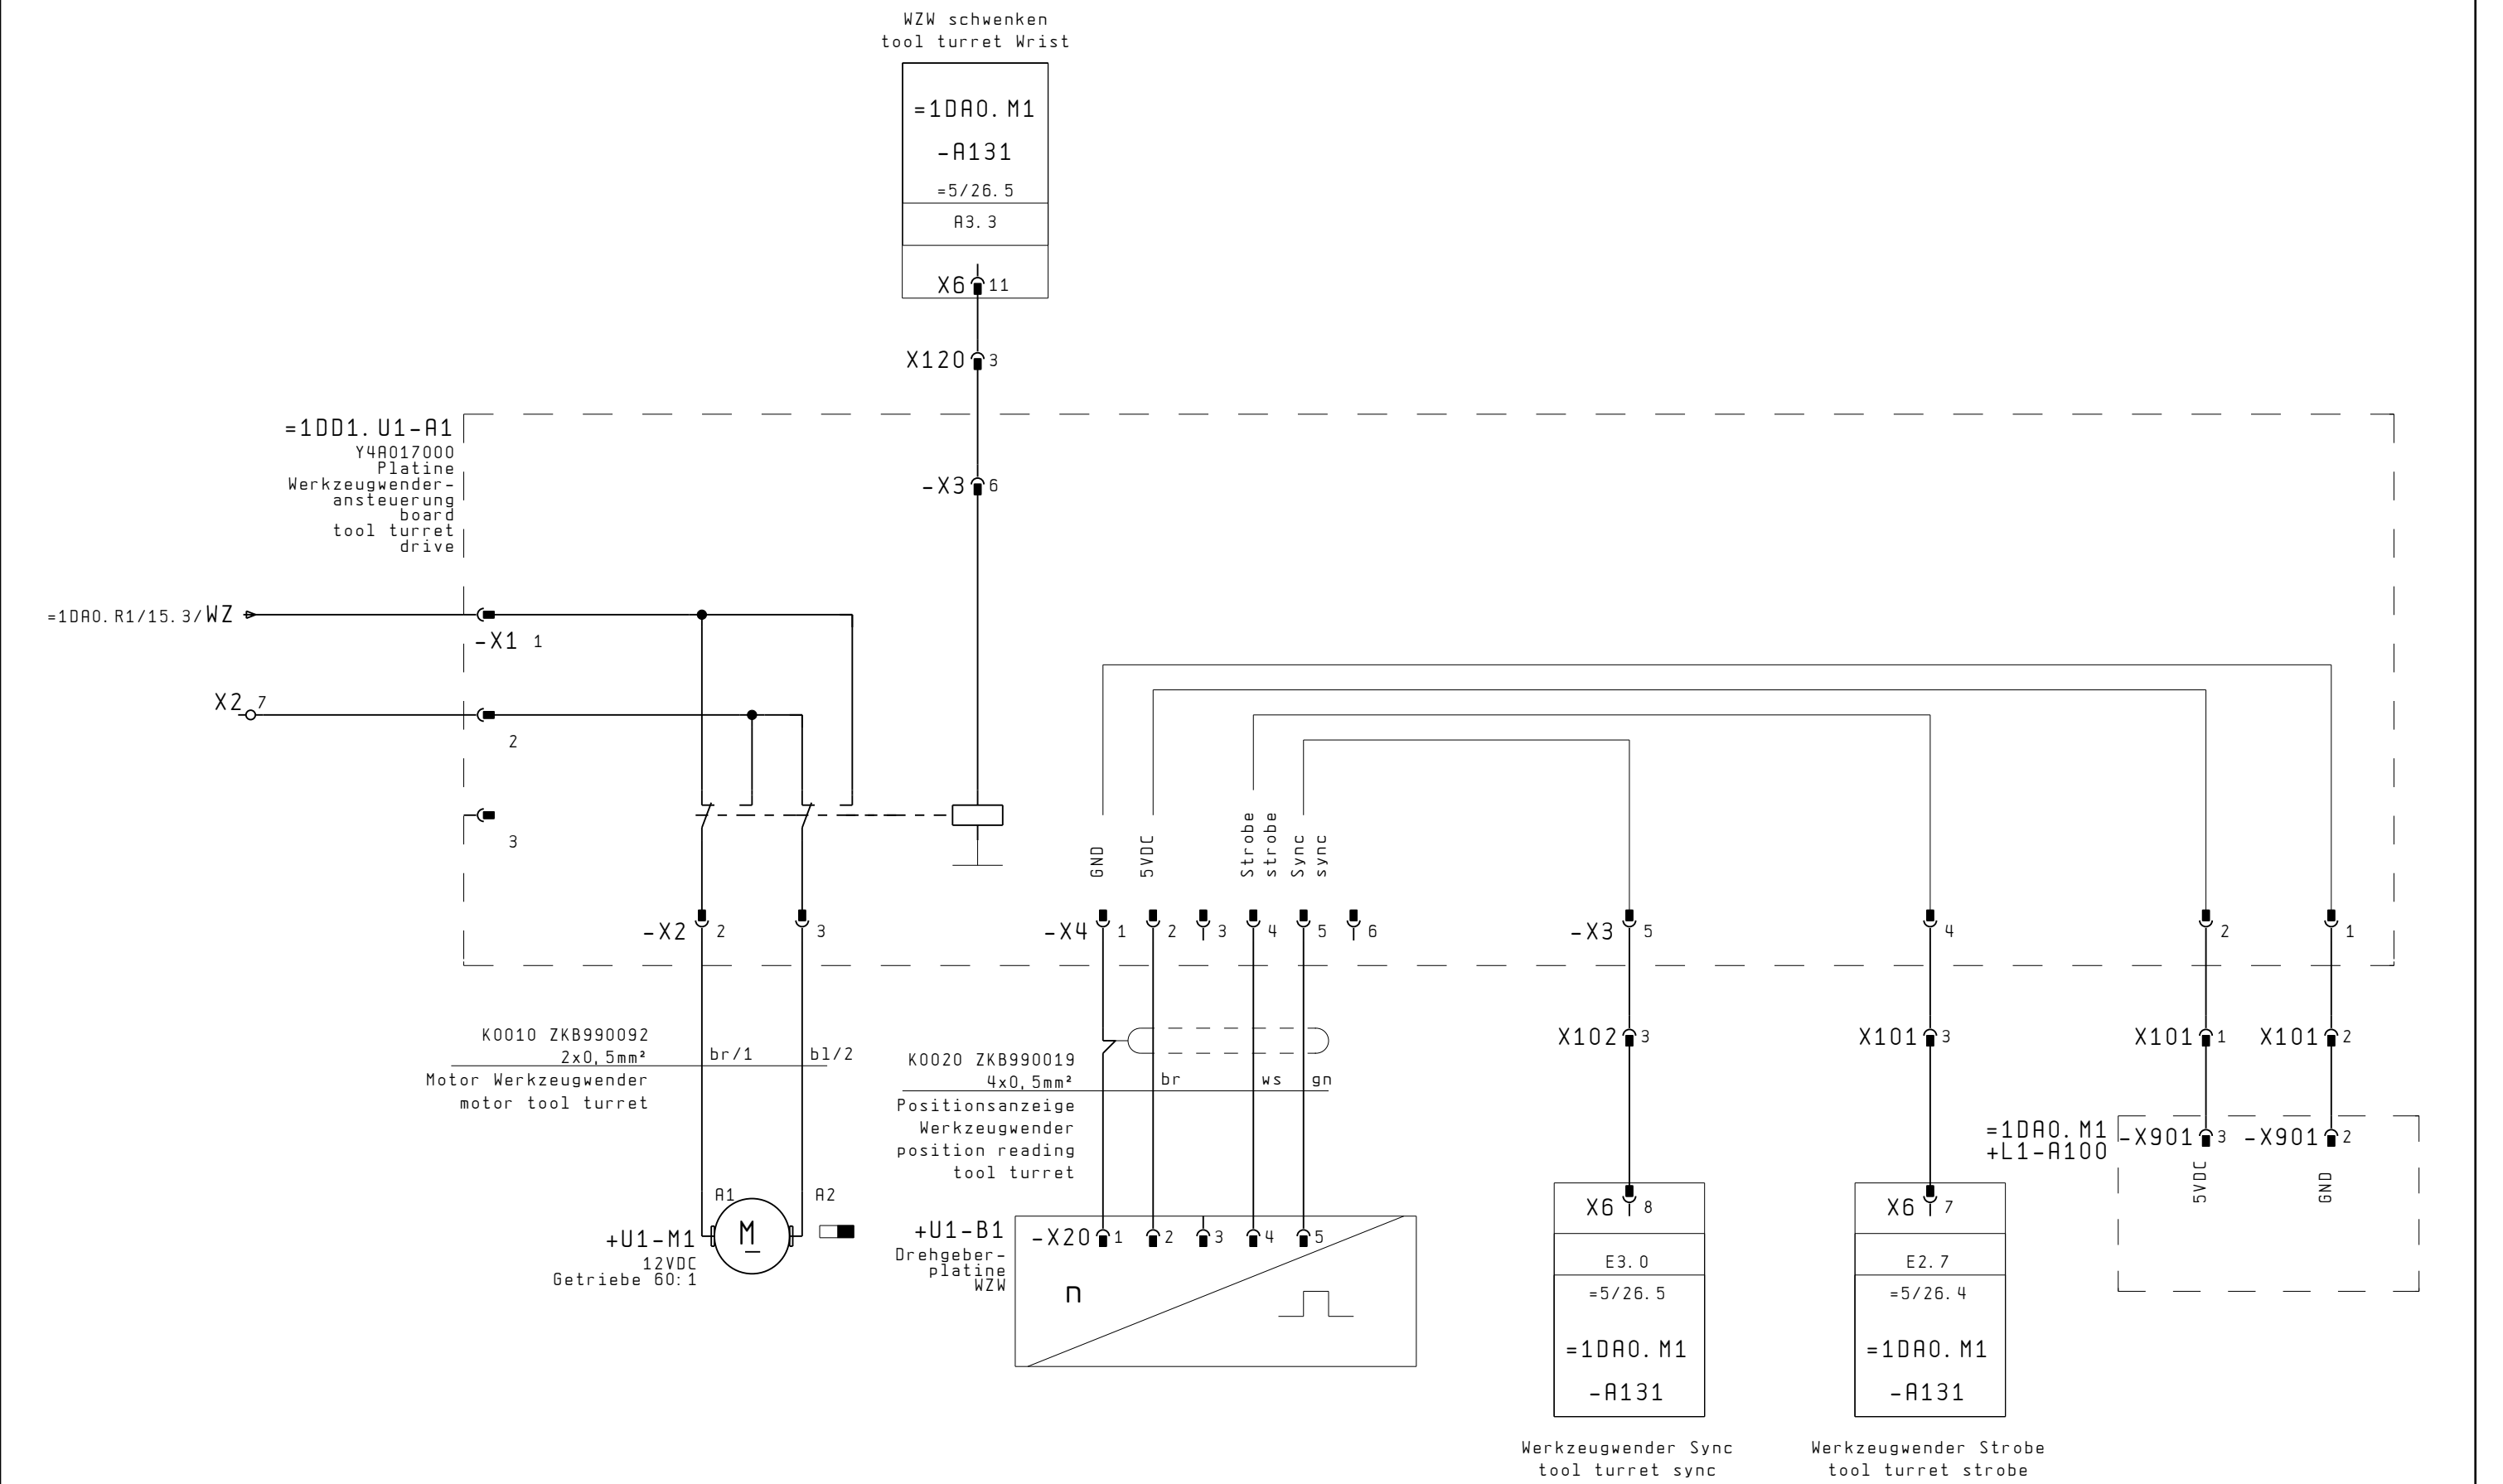 WZW schwenken
tool turret Wrist
=1DA0.M1
-A131
=5/26.5
A3.3
X6 11
X120 3
=1DD1.U1-A1
Y4A017000
Platine
Werkzeugwender-
ansteuerung
board
tool turret
drive
-X3 6
=1DA0.R1/15.3/WZ
-X1 1
X2 7
2
3
GND
5VDC
Strobe
strobe
Sync
sync
-X2 2 3
-X4 1 2 3 4 5 6
-X3 5 4 2 1
K0010 ZKB990092
2x0,5mm²
br/1 bl/2
Motor Werkzeugwender
motor tool turret
K0020 ZKB990019
4x0,5mm²
br ws gn
Positionsanzeige
Werkzeugwender
position reading
tool turret
X102 3
X101 3
X101 1
X101 2
=1DA0.M1
+L1-A100
-X901 3
-X901 2
5VDC
GND
A1 A2
M
+U1-M1
12VDC
Getriebe 60:1
+U1-B1
Drehgeber-
platine
WZW
-X20 1 2 3 4 5
n
X6 8
E3.0
=5/26.5
=1DA0.M1
-A131
Werkzeugwender Sync
tool turret sync
X6 7
E2.7
=5/26.4
=1DA0.M1
-A131
Werkzeugwender Strobe
tool turret strobe